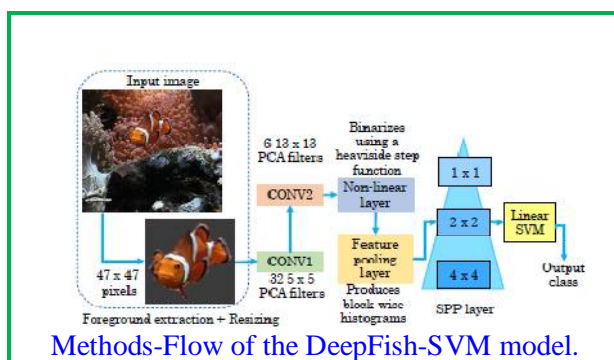 Input image
47 x 47
pixels
Foreground extraction + Resizing
6 13 x 13
PCA filters
CONV2
CONV1
32 5 x 5
PCA filters
Binarizes
using a
heaviside step
function
Non-linear
layer
Feature
pooling
layer
Produces
block wise
histograms
1 x 1
2 x 2
4 x 4
SPP layer
Linear
SVM
Output
class
Methods-Flow of the DeepFish-SVM model.